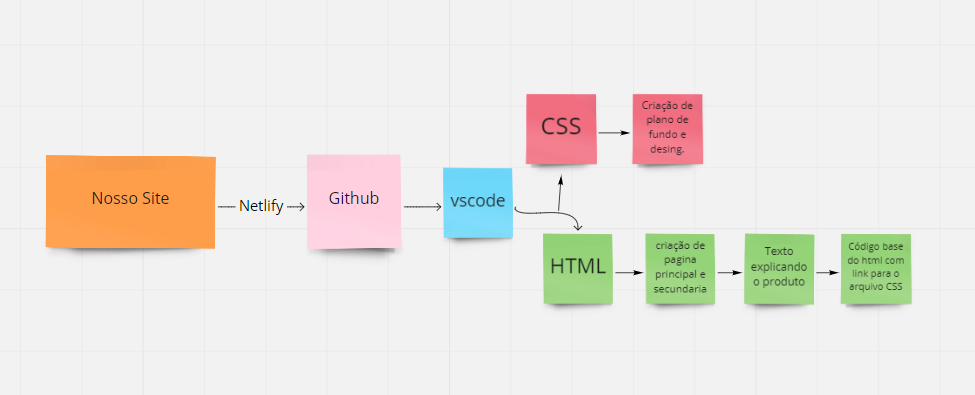 Nosso Site
Netlify
Github
vscode
CSS
Criação de
plano de
fundo e
desing.
HTML
criação de
pagina
principal e
secundaria
Texto
explicando
o produto
Código base
do html com
link para o
arquivo CSS